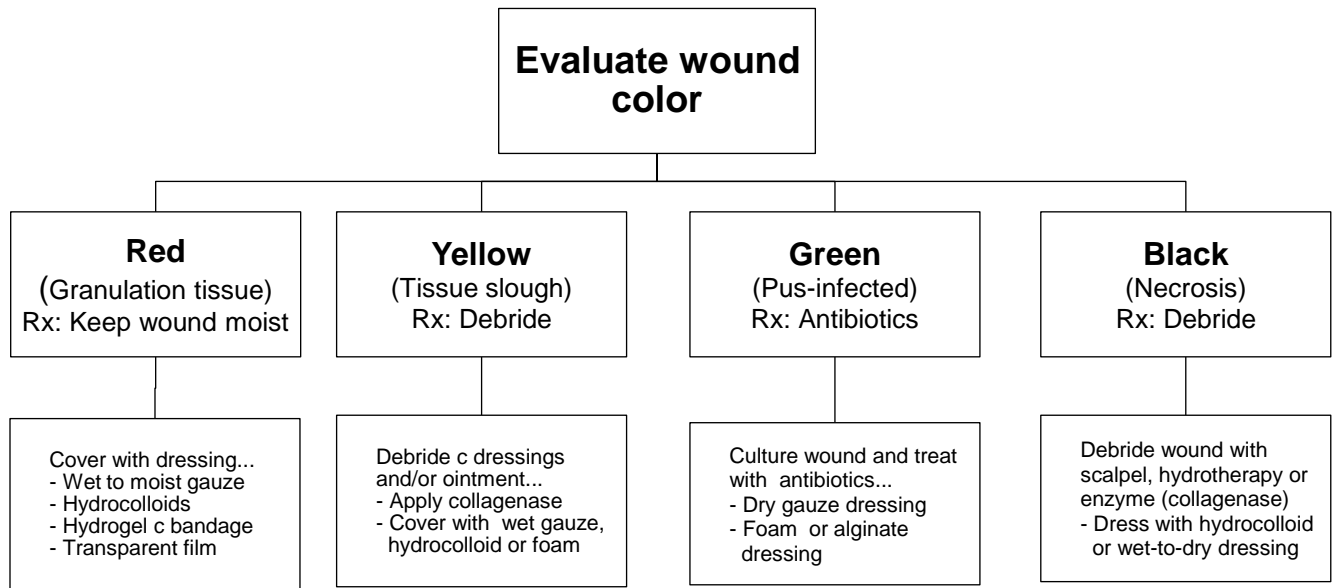 Evaluate wound
color
Red
(Granulation tissue)
Rx: Keep wound moist
Yellow
(Tissue slough)
Rx: Debride
Green
(Pus-infected)
Rx: Antibiotics
Black
(Necrosis)
Rx: Debride
Cover with dressing...
- Wet to moist gauze
- Hydrocolloids
- Hydrogel c bandage
- Transparent film
Debride c dressings
and/or ointment...
- Apply collagenase
- Cover with wet gauze,
hydrocolloid or foam
Culture wound and treat
with antibiotics...
- Dry gauze dressing
- Foam or alginate
dressing
Debride wound with
scalpel, hydrotherapy or
enzyme (collagenase)
- Dress with hydrocolloid
or wet-to-dry dressing